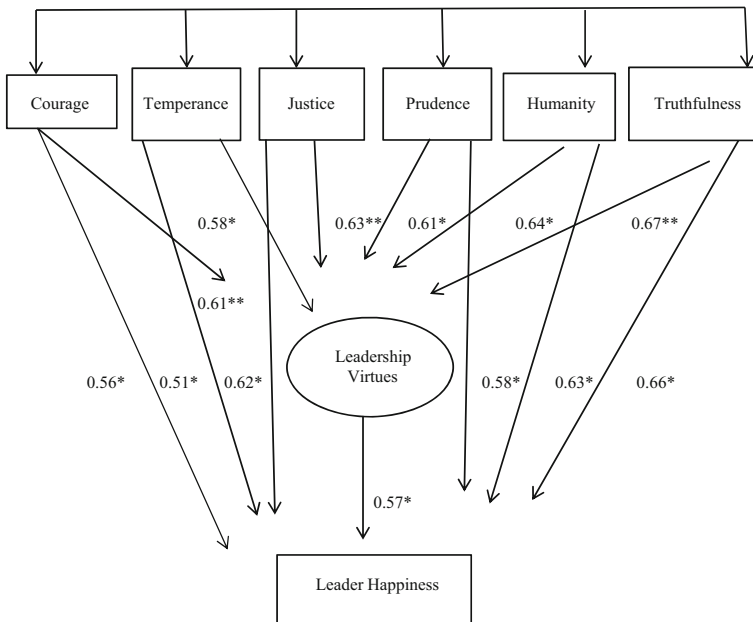 Courage
Temperance
Justice
Prudence
Humanity
Truthfulness
0.58*
0.63**
0.61*
0.64*
0.67**
0.61**
Leadership
Virtues
0.56*
0.51*
0.62*
0.58*
0.63*
0.66*
0.57*
Leader Happiness